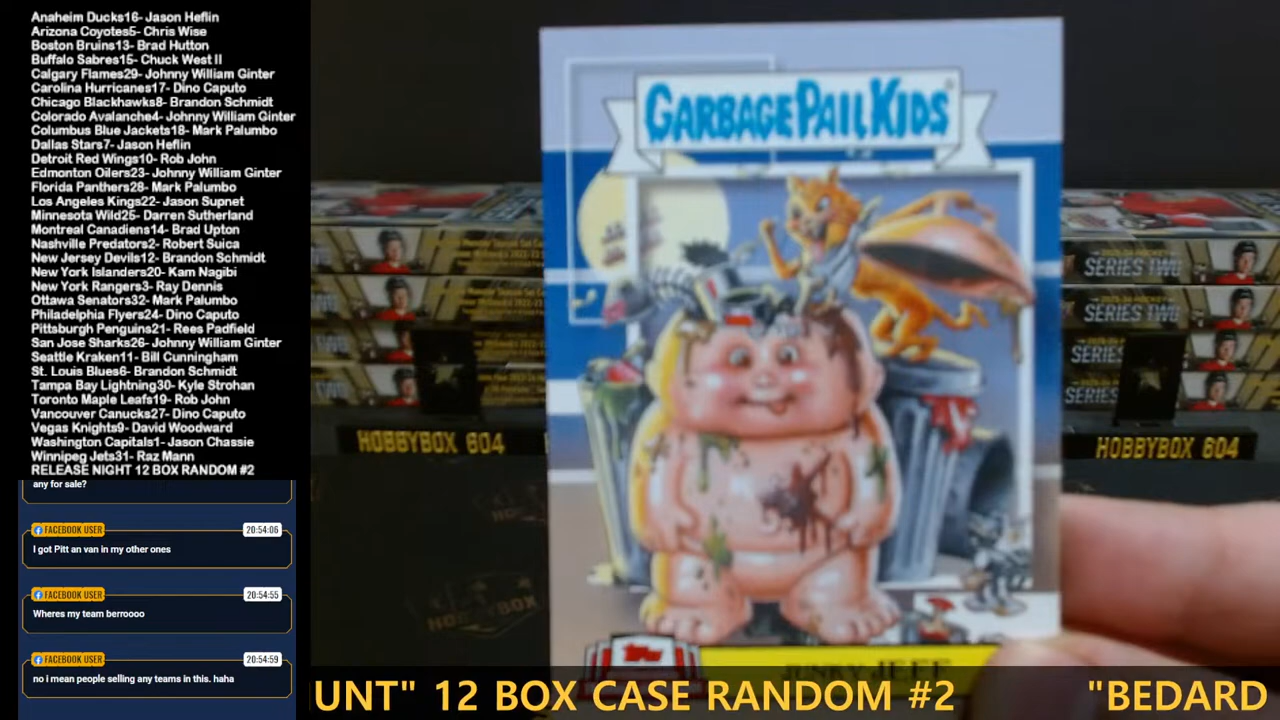 Anaheim Ducks16- Jason Heflin
Arizona Coyotes5- Chris Wise
Boston Bruins13- Brad Hutton
Buffalo Sabres15- Chuck West II
Calgary Flames29- Johnny William Ginter
Carolina Hurricanes17- Dino Caputo
Chicago Blackhawks8- Brandon Schmidt
Colorado Avalanche4- Johnny William Ginter
Columbus Blue Jackets18- Mark Palumbo
Dallas Stars7- Jason Heflin
Detroit Red Wings10- Rob John
Edmonton Oilers23- Johnny William Ginter
Florida Panthers28- Mark Palumbo
Los Angeles Kings22- Jason Supnet
Minnesota Wild25- Darren Sutherland
Montreal Canadiens14- Brad Upton
Nashville Predators2- Robert Suica
New Jersey Devils12- Brandon Schmidt
New York Islanders20- Kam Nagibi
New York Rangers3- Ray Dennis
Ottawa Senators32- Mark Palumbo
Philadelphia Flyers24- Dino Caputo
Pittsburgh Penguins21- Rees Padfield
San Jose Sharks26- Johnny William Ginter
Seattle Kraken11- Bill Cunningham
St. Louis Blues6- Brandon Schmidt
Tampa Bay Lightning30- Kyle Strohan
Toronto Maple Leafs19- Rob John
Vancouver Canucks27- Dino Caputo
Vegas Knights9- David Woodward
Washington Capitals1- Jason Chassie
Winnipeg Jets31- Raz Mann
RELEASE NIGHT 12 BOX RANDOM #2
any for sale?
FACEBOOK USER 20:54:06
I got Pitt an van in my other ones
FACEBOOK USER 20:54:55
Wheres my team berroooo
FACEBOOK USER 20:54:59
no i mean people selling any teams in this. haha
GARBAGE PAIL KIDS
SERIES TWO
SERIES TWO
SERIES
TWO
HOBBYBOX 604
HOBBYBOX 604
Topps
JUNKY JEFF
UNT" 12 BOX CASE RANDOM #2 "BEDARD